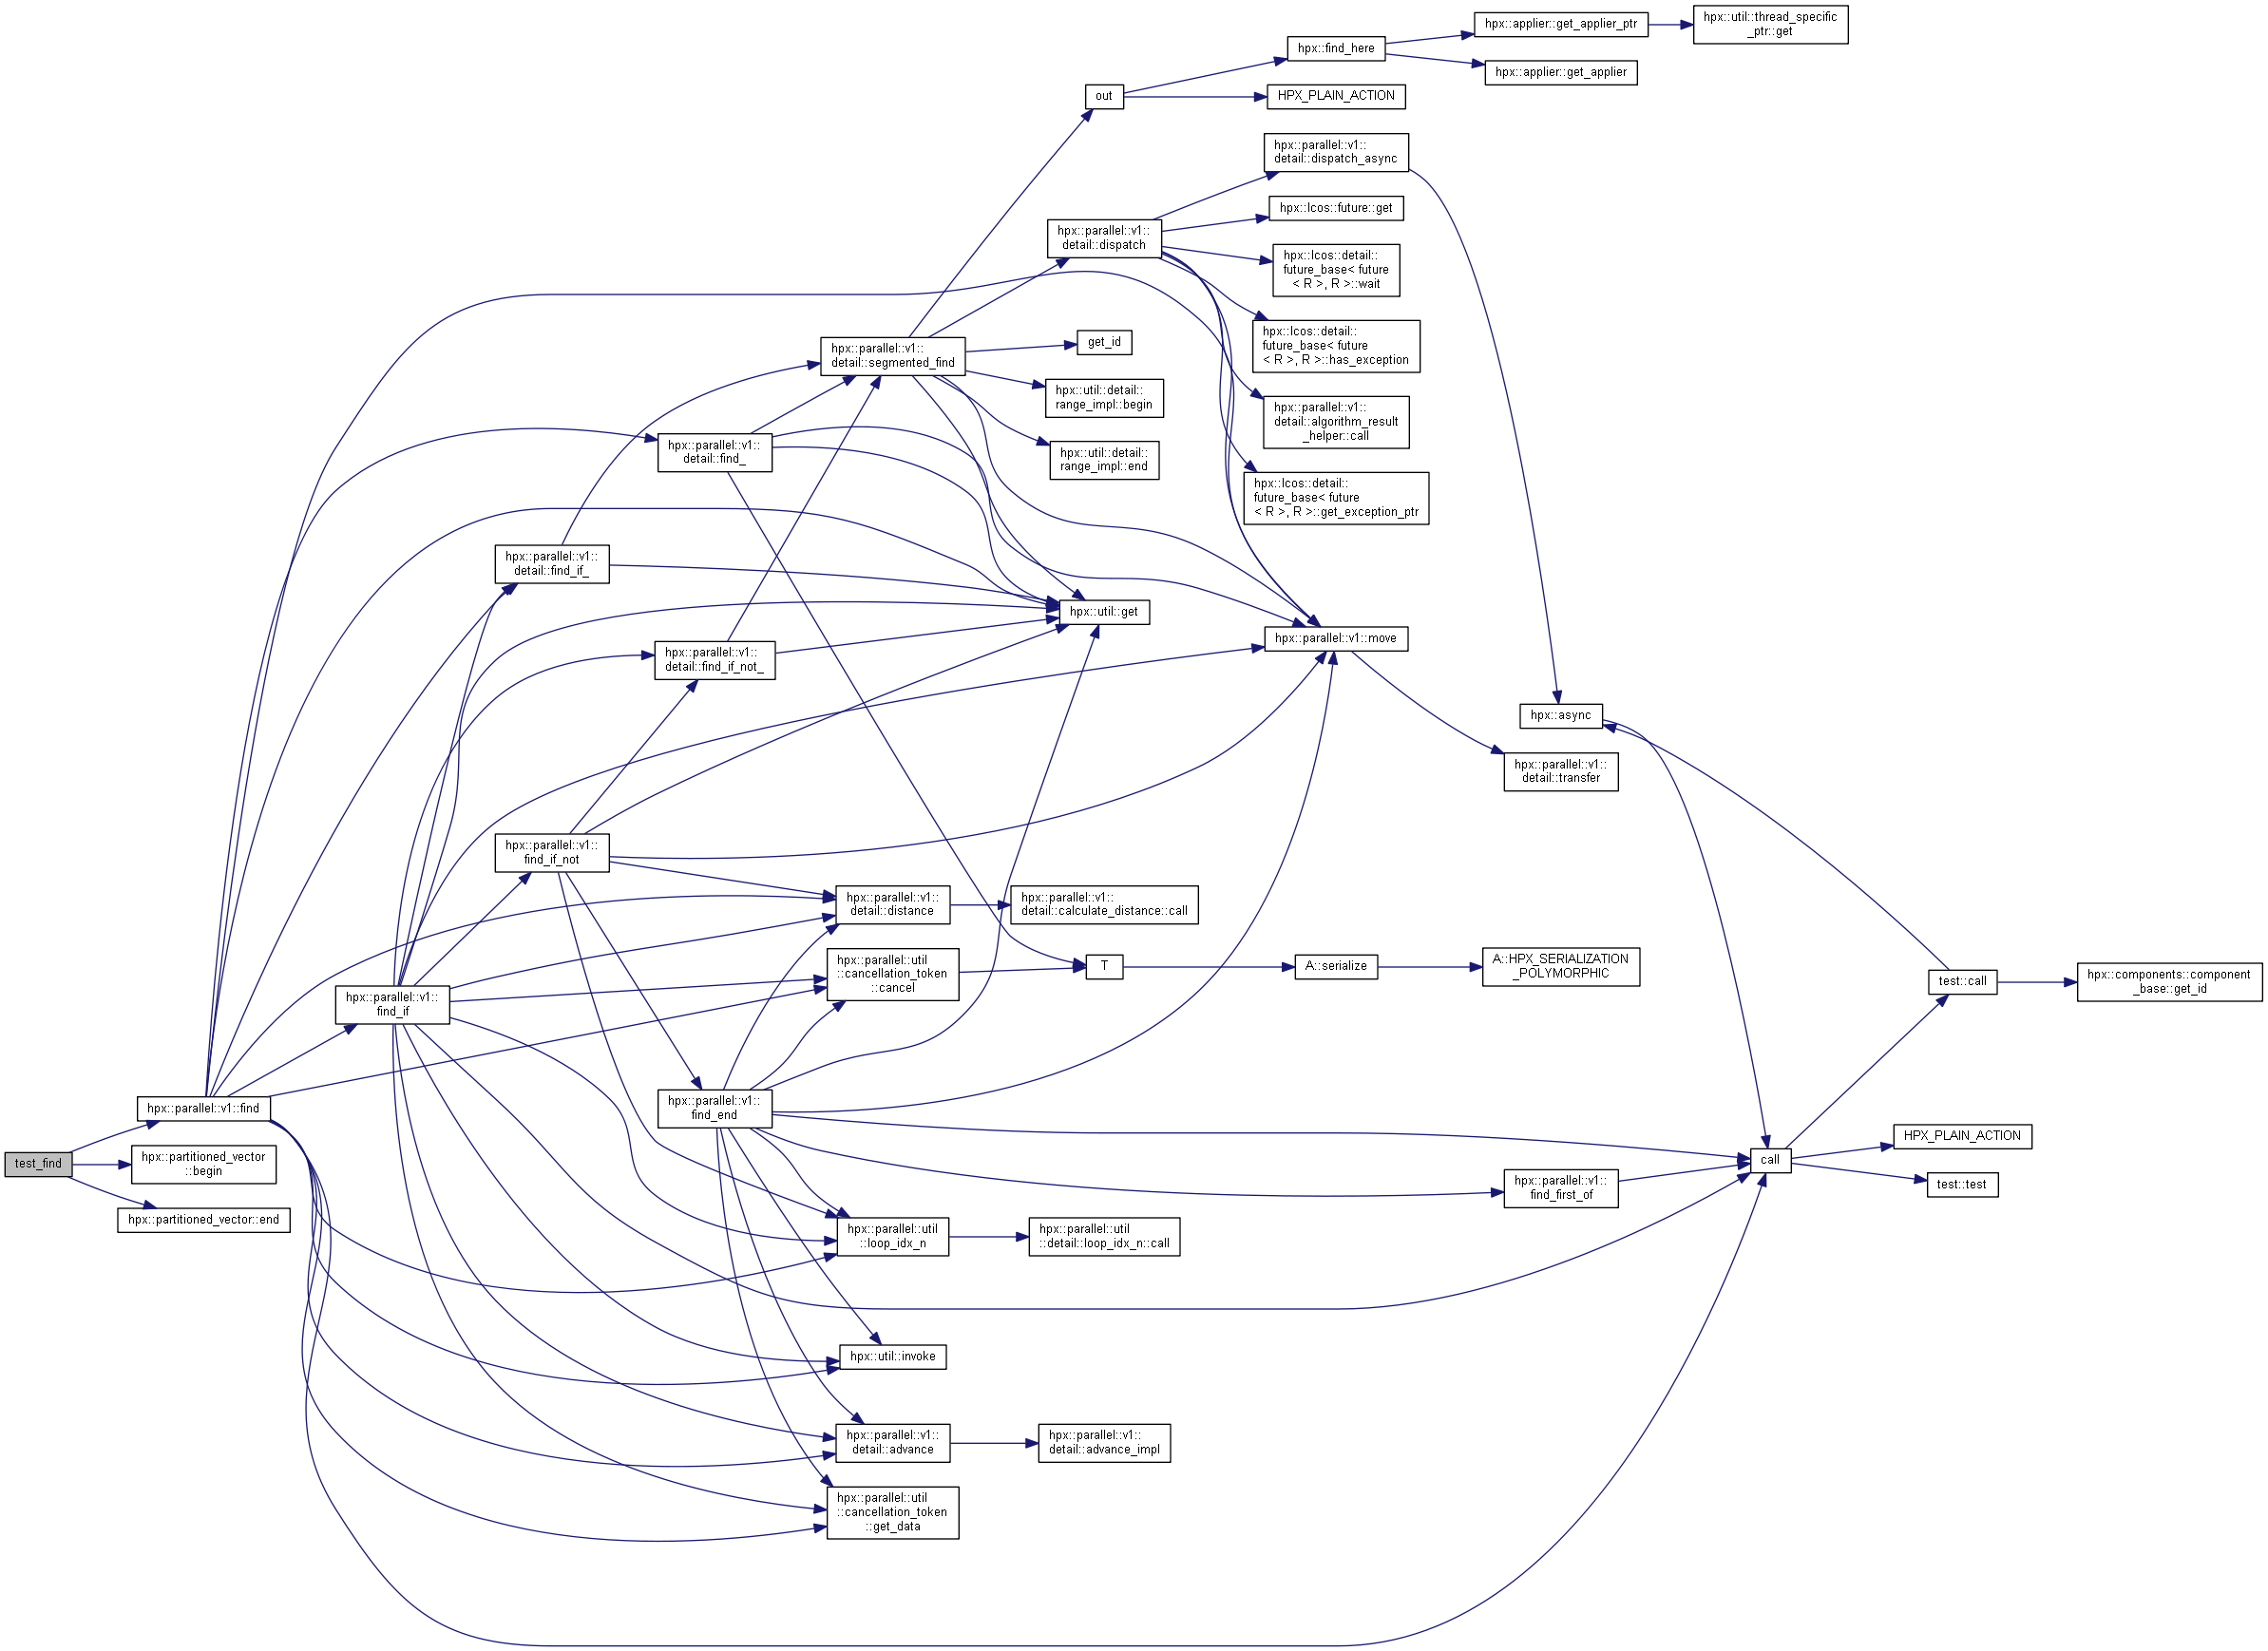 test_find
hpx::parallel::v1::find
hpx::partitioned_vector
::begin
hpx::partitioned_vector::end
hpx::parallel::v1::
find_if
hpx::parallel::v1::
detail::find_if_
hpx::parallel::v1::
find_if_not
hpx::parallel::v1::
detail::find_
hpx::parallel::v1::
detail::find_if_not_
hpx::parallel::v1::
find_end
hpx::parallel::v1::
detail::segmented_find
hpx::parallel::v1::
detail::distance
hpx::parallel::util
::cancellation_token
::cancel
hpx::parallel::util
::loop_idx_n
hpx::util::invoke
hpx::parallel::v1::
detail::advance
hpx::parallel::util
::cancellation_token
::get_data
out
hpx::parallel::v1::
detail::dispatch
get_id
hpx::util::detail::
range_impl::begin
hpx::util::detail::
range_impl::end
hpx::util::get
hpx::parallel::v1::
detail::calculate_distance::call
T
hpx::parallel::util
::detail::loop_idx_n::call
hpx::parallel::v1::
detail::advance_impl
hpx::find_here
HPX_PLAIN_ACTION
hpx::parallel::v1::
detail::dispatch_async
hpx::lcos::future::get
hpx::lcos::detail::
future_base< future
< R >, R >::wait
hpx::lcos::detail::
future_base< future
< R >, R >::has_exception
hpx::parallel::v1::
detail::algorithm_result
_helper::call
hpx::lcos::detail::
future_base< future
< R >, R >::get_exception_ptr
hpx::parallel::v1::move
A::serialize
hpx::applier::get_applier_ptr
hpx::applier::get_applier
hpx::async
hpx::parallel::v1::
detail::transfer
A::HPX_SERIALIZATION
_POLYMORPHIC
hpx::parallel::v1::
find_first_of
hpx::util::thread_specific
_ptr::get
call
test::call
HPX_PLAIN_ACTION
test::test
hpx::components::component
_base::get_id